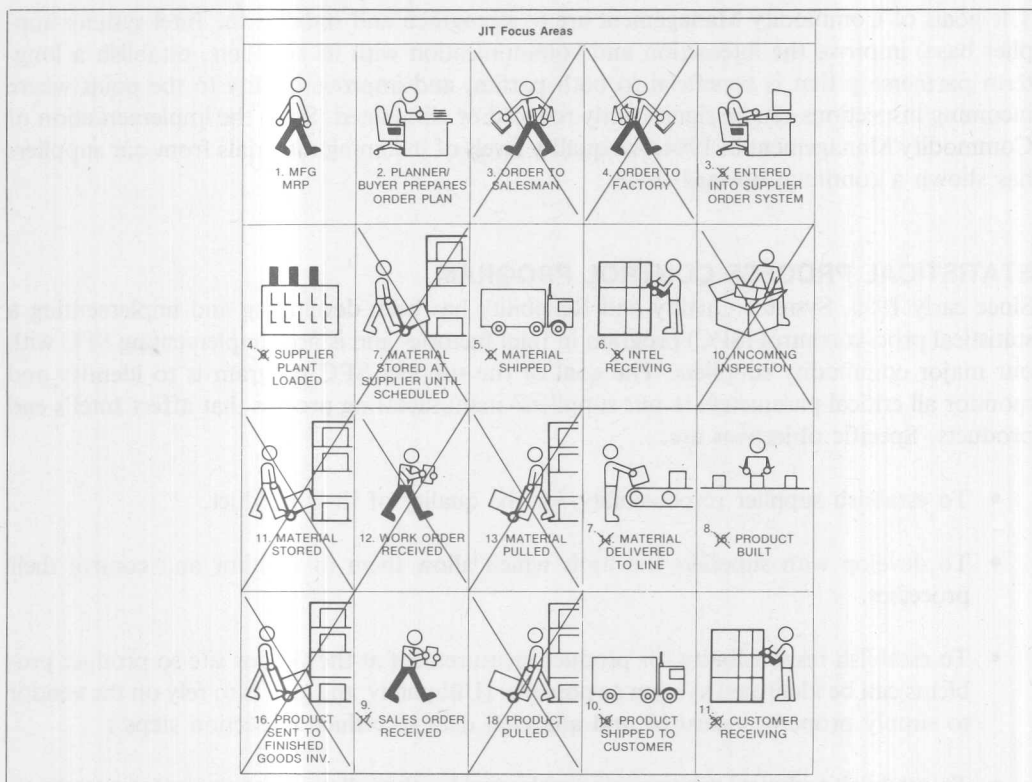 JIT Focus Areas
1. MFG
MRP
2. PLANNER/
BUYER PREPARES
ORDER PLAN
3. ORDER TO
SALESMAN
4. ORDER TO
FACTORY
3. ENTERED
INTO SUPPLIER
ORDER SYSTEM
4. SUPPLIER
PLANT
LOADED
7. MATERIAL
STORED AT
SUPPLIER UNTIL
SCHEDULED
MATERIAL
SHIPPED
INTEL
RECEIVING
10. INCOMING
INSPECTION
11. MATERIAL
STORED
12. WORK ORDER
RECEIVED
13. MATERIAL
PULLED
7.
14. MATERIAL
DELIVERED
TO LINE
8.
15. PRODUCT
BUILT
16. PRODUCT
SENT TO
FINISHED
GOODS INV.
9.
SALES ORDER
RECEIVED
18. PRODUCT
PULLED
10.
PRODUCT
SHIPPED TO
CUSTOMER
11.
CUSTOMER
RECEIVING